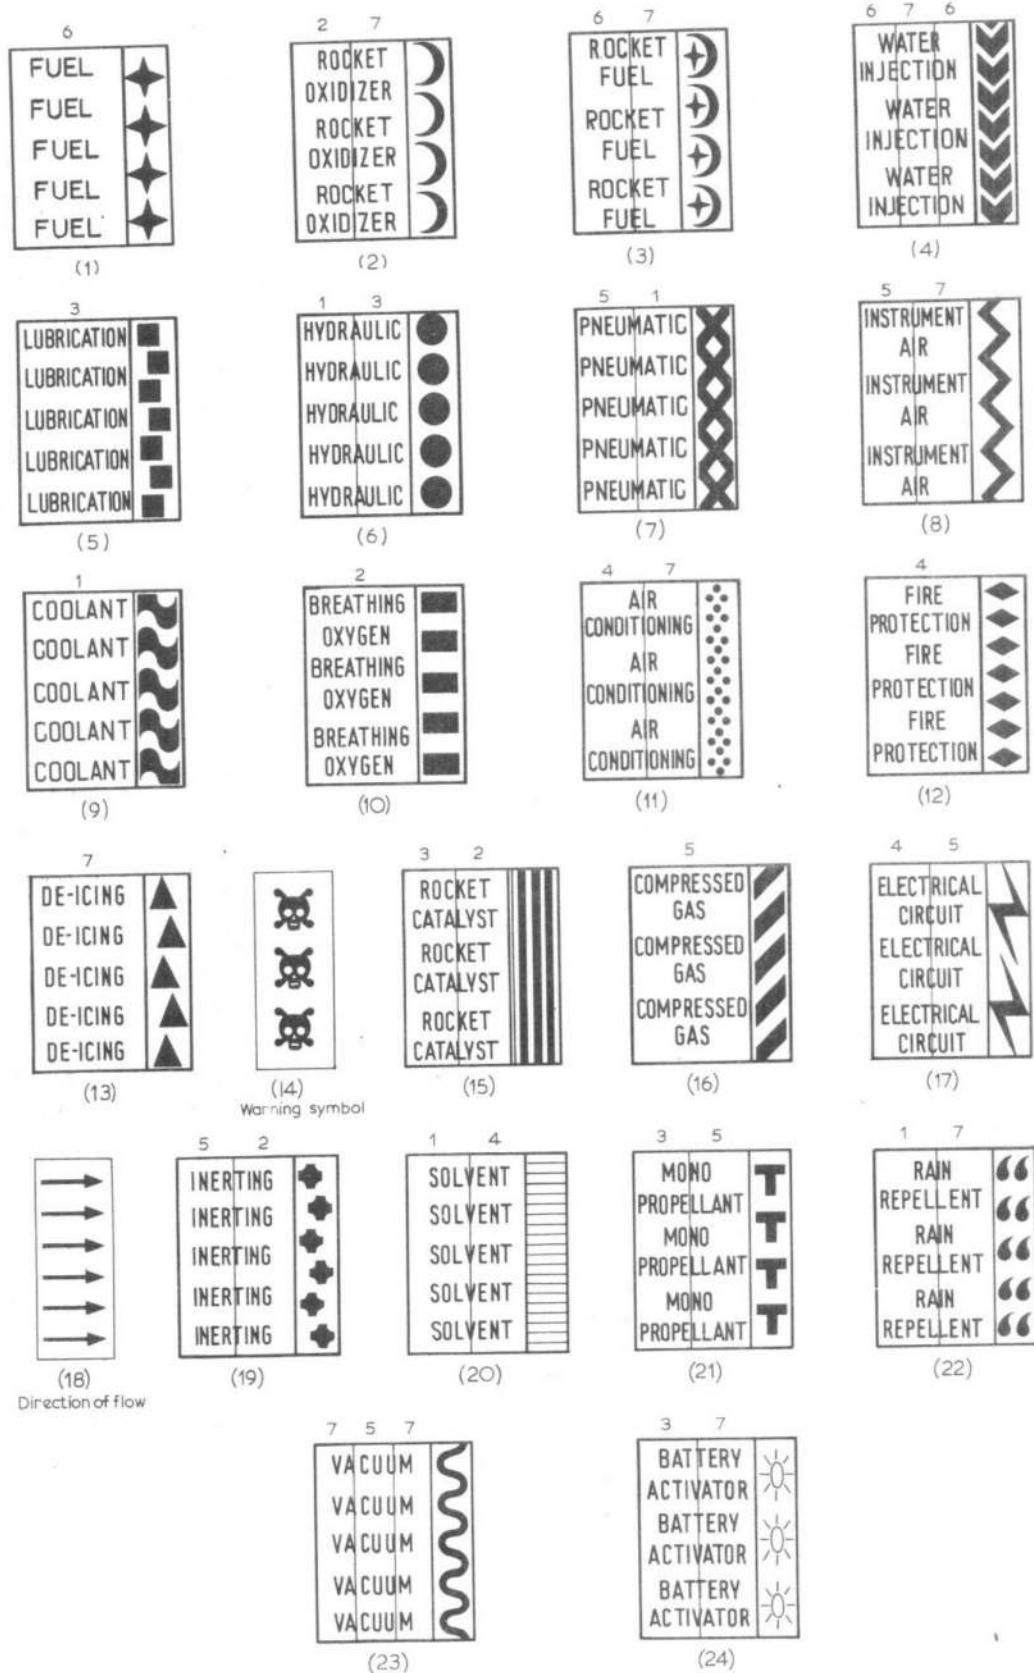 6
FUEL
FUEL
FUEL
FUEL
FUEL
(1)
2 7
ROCKET
OXIDIZER
ROCKET
OXIDIZER
ROCKET
OXIDIZER
(2)
6 7
ROCKET
FUEL
ROCKET
FUEL
ROCKET
FUEL
(3)
6 7 6
WATER
INJECTION
WATER
INJECTION
WATER
INJECTION
(4)
3
LUBRICATION
LUBRICATION
LUBRICATION
LUBRICATION
LUBRICATION
(5)
1 3
HYDRAULIC
HYDRAULIC
HYDRAULIC
HYDRAULIC
HYDRAULIC
(6)
5 1
PNEUMATIC
PNEUMATIC
PNEUMATIC
PNEUMATIC
PNEUMATIC
(7)
5 7
INSTRUMENT
AIR
INSTRUMENT
AIR
INSTRUMENT
AIR
(8)
1
COOLANT
COOLANT
COOLANT
COOLANT
COOLANT
(9)
2
BREATHING
OXYGEN
BREATHING
OXYGEN
BREATHING
OXYGEN
(10)
4 7
AIR
CONDITIONING
AIR
CONDITIONING
AIR
CONDITIONING
(11)
4
FIRE
PROTECTION
FIRE
PROTECTION
FIRE
PROTECTION
(12)
7
DE-ICING
DE-ICING
DE-ICING
DE-ICING
DE-ICING
(13)
(14)
Warning symbol
3 2
ROCKET
CATALYST
ROCKET
CATALYST
ROCKET
CATALYST
(15)
5
COMPRESSED
GAS
COMPRESSED
GAS
COMPRESSED
GAS
(16)
4 5
ELECTRICAL
CIRCUIT
ELECTRICAL
CIRCUIT
ELECTRICAL
CIRCUIT
(17)
(18)
Direction of flow
5 2
INERTING
INERTING
INERTING
INERTING
INERTING
(19)
1 4
SOLVENT
SOLVENT
SOLVENT
SOLVENT
SOLVENT
(20)
3 5
MONO
PROPELLANT
MONO
PROPELLANT
MONO
PROPELLANT
(21)
1 7
RAIN
REPELLENT
RAIN
REPELLENT
RAIN
REPELLENT
(22)
7 5 7
VACUUM
VACUUM
VACUUM
VACUUM
VACUUM
(23)
3 7
BATTERY
ACTIVATOR
BATTERY
ACTIVATOR
BATTERY
ACTIVATOR
(24)